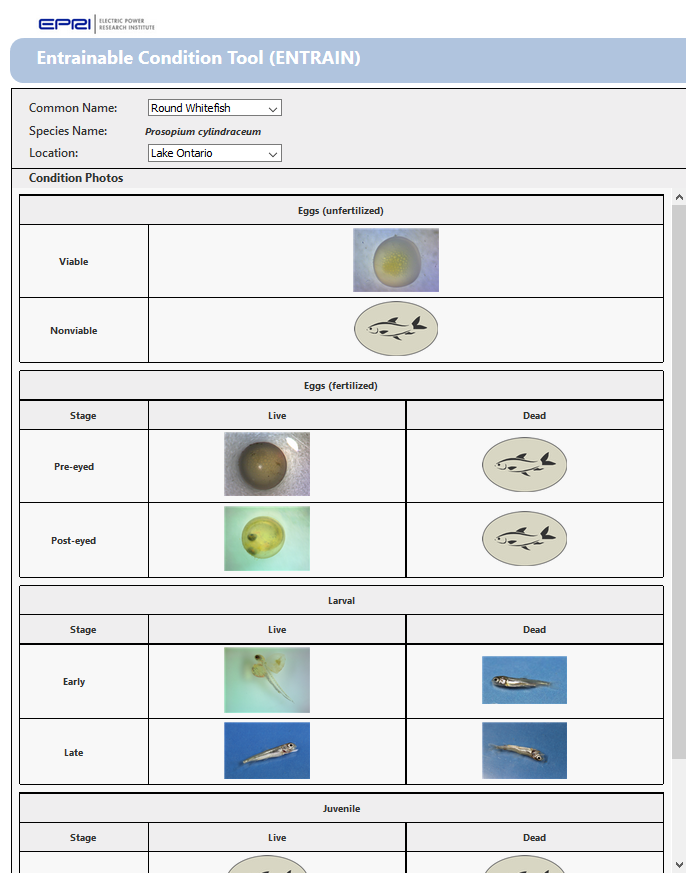 EPRI ELECTRIC POWER
RESEARCH INSTITUTE
Entrainable Condition Tool (ENTRAIN)
Common Name: Round Whitefish
Species Name: Prosopium cylindraceum
Location: Lake Ontario
Condition Photos
Eggs (unfertilized)
Viable
Nonviable
Eggs (fertilized)
Stage Live Dead
Pre-eyed
Post-eyed
Larval
Stage Live Dead
Early
Late
Juvenile
Stage Live Dead